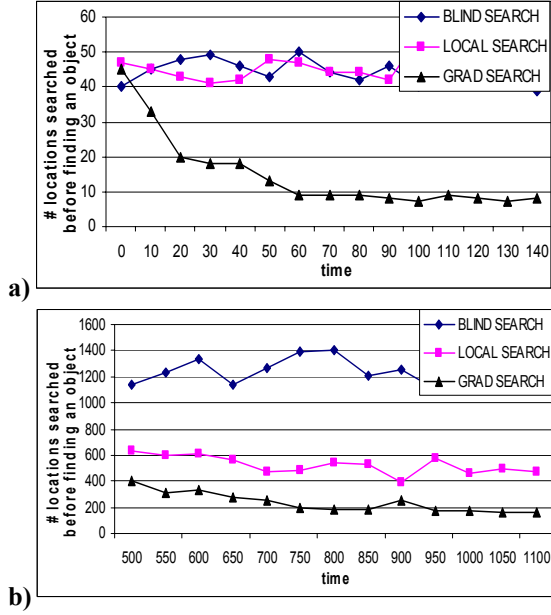 60
50
40
30
20
10
0
# locations searched
before finding an object
BLIND SEARCH
LOCAL SEARCH
GRAD SEARCH
0 10 20 30 40 50 60 70 80 90 100 110 120 130 140
time
a)
1600
1400
1200
1000
800
600
400
200
0
# locations searched
before finding an object
BLIND SEARCH
LOCAL SEARCH
GRAD SEARCH
500 550 600 650 700 750 800 850 900 950 1000 1050 1100
time
b)